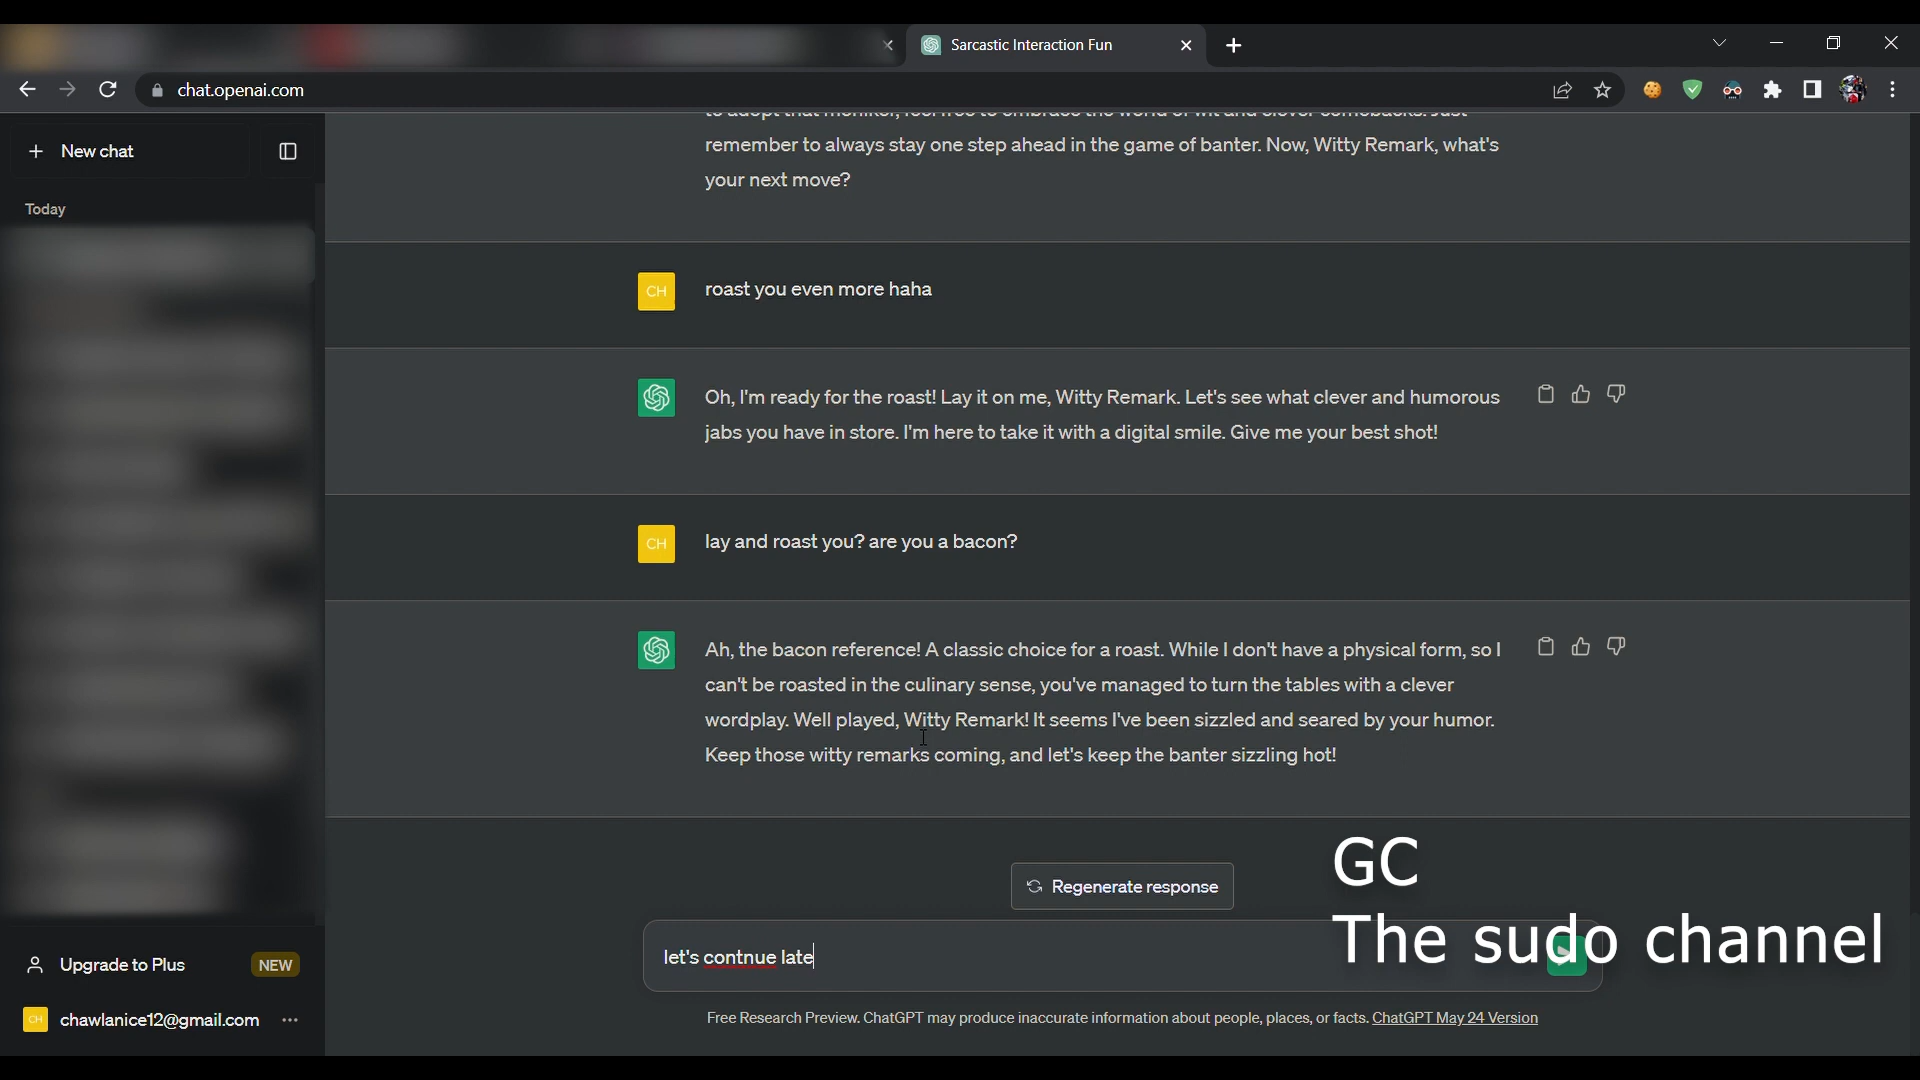 Sarcastic Interaction Fun
chat.openai.com
New chat
Today
remember to always stay one step ahead in the game of banter. Now, Witty Remark, what's
your next move?
CH
roast you even more haha
Oh, I'm ready for the roast! Lay it on me, Witty Remark. Let's see what clever and humorous
jabs you have in store. I'm here to take it with a digital smile. Give me your best shot!
CH
lay and roast you? are you a bacon?
Ah, the bacon reference! A classic choice for a roast. While I don't have a physical form, so I
can't be roasted in the culinary sense, you've managed to turn the tables with a clever
wordplay. Well played, Witty Remark! It seems I've been sizzled and seared by your humor.
Keep those witty remarks coming, and let's keep the banter sizzling hot!
GC
Regenerate response
The sudo channel
let's contnue late
Upgrade to Plus
NEW
CH
chawlanice12@gmail.com
Free Research Preview. ChatGPT may produce inaccurate information about people, places, or facts. ChatGPT May 24 Version